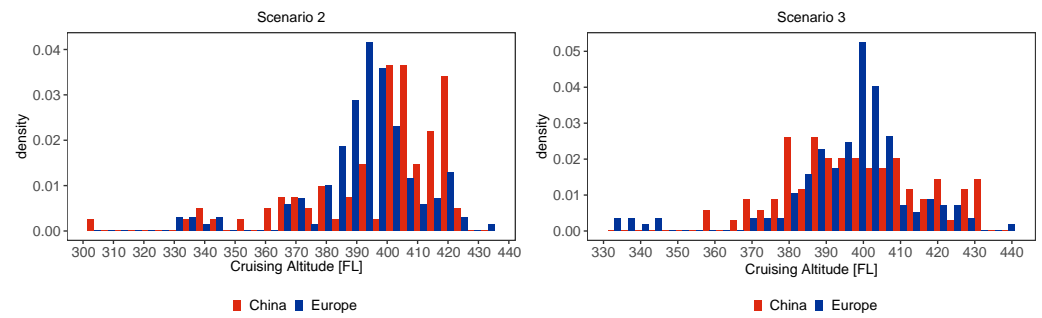 Scenario 2
density
0.04
0.03
0.02
0.01
0.00
300 310 320 330 340 350 360 370 380 390 400 410 420 430 440
Cruising Altitude [FL]
China Europe
Scenario 3
density
0.05
0.04
0.03
0.02
0.01
0.00
330 340 350 360 370 380 390 400 410 420 430 440
Cruising Altitude [FL]
China Europe